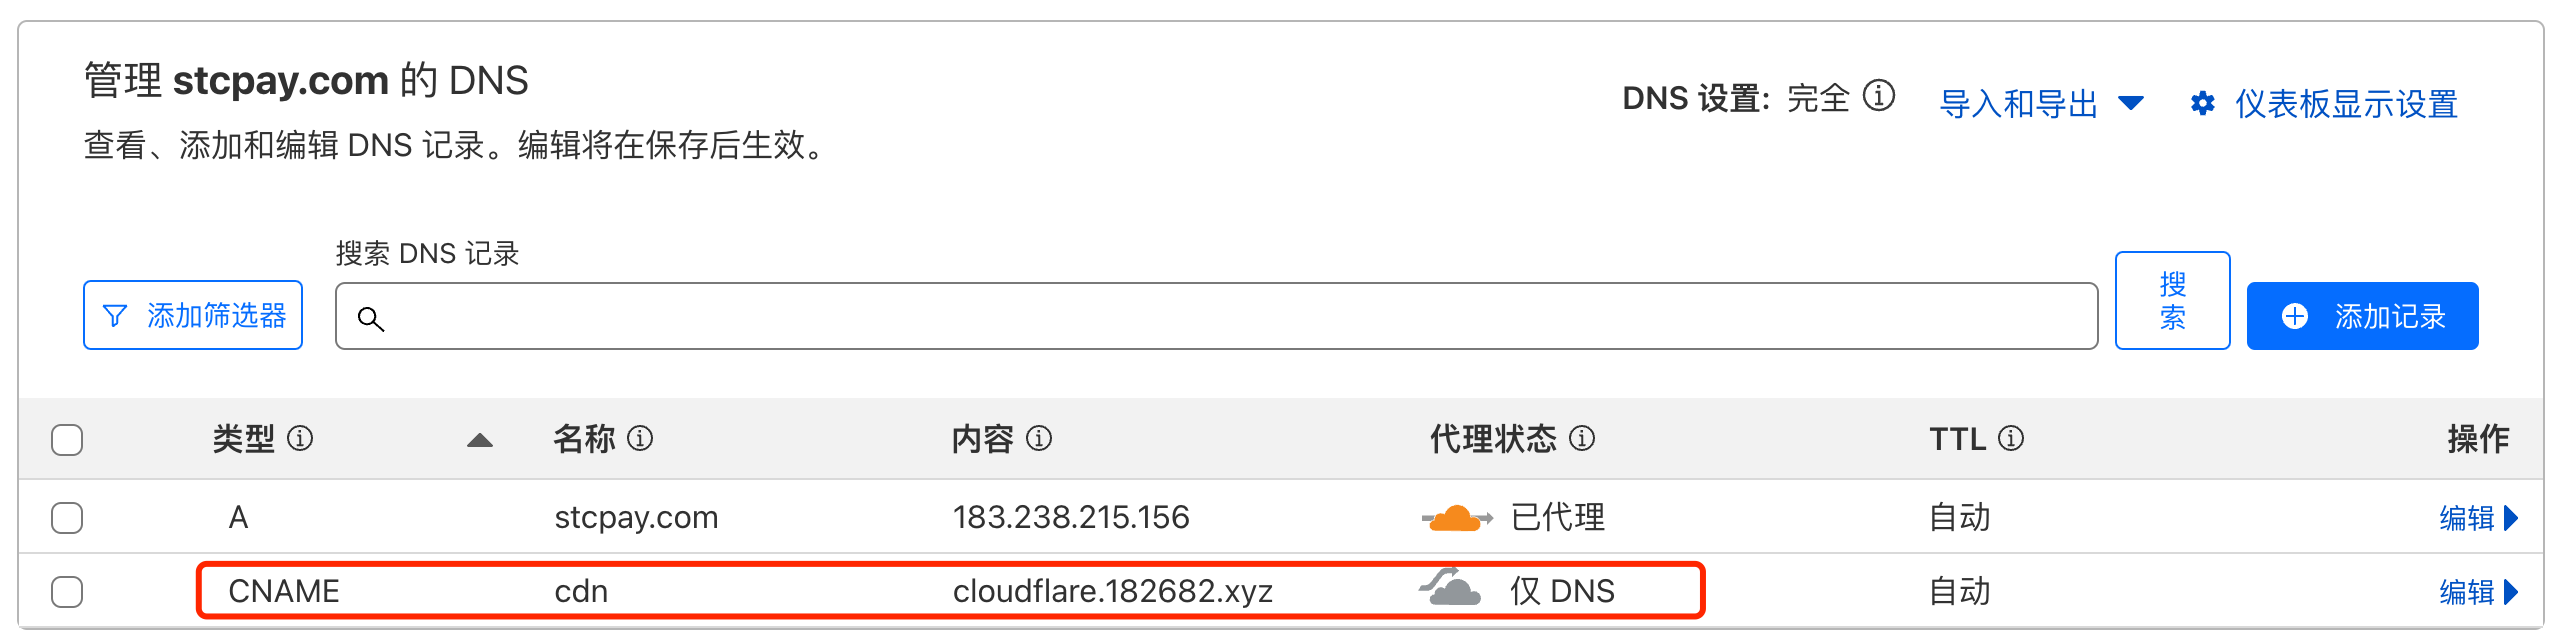 管理 stcpay.com 的 DNS
查看、添加和编辑 DNS 记录。编辑将在保存后生效。
DNS 设置: 完全 导入和导出 仪表板显示设置
搜索 DNS 记录
添加筛选器
搜
索
添加记录
类型 名称 内容 代理状态 TTL 操作
A stcpay.com 183.238.215.156 已代理 自动 编辑
CNAME cdn cloudflare.182682.xyz 仅 DNS 自动 编辑